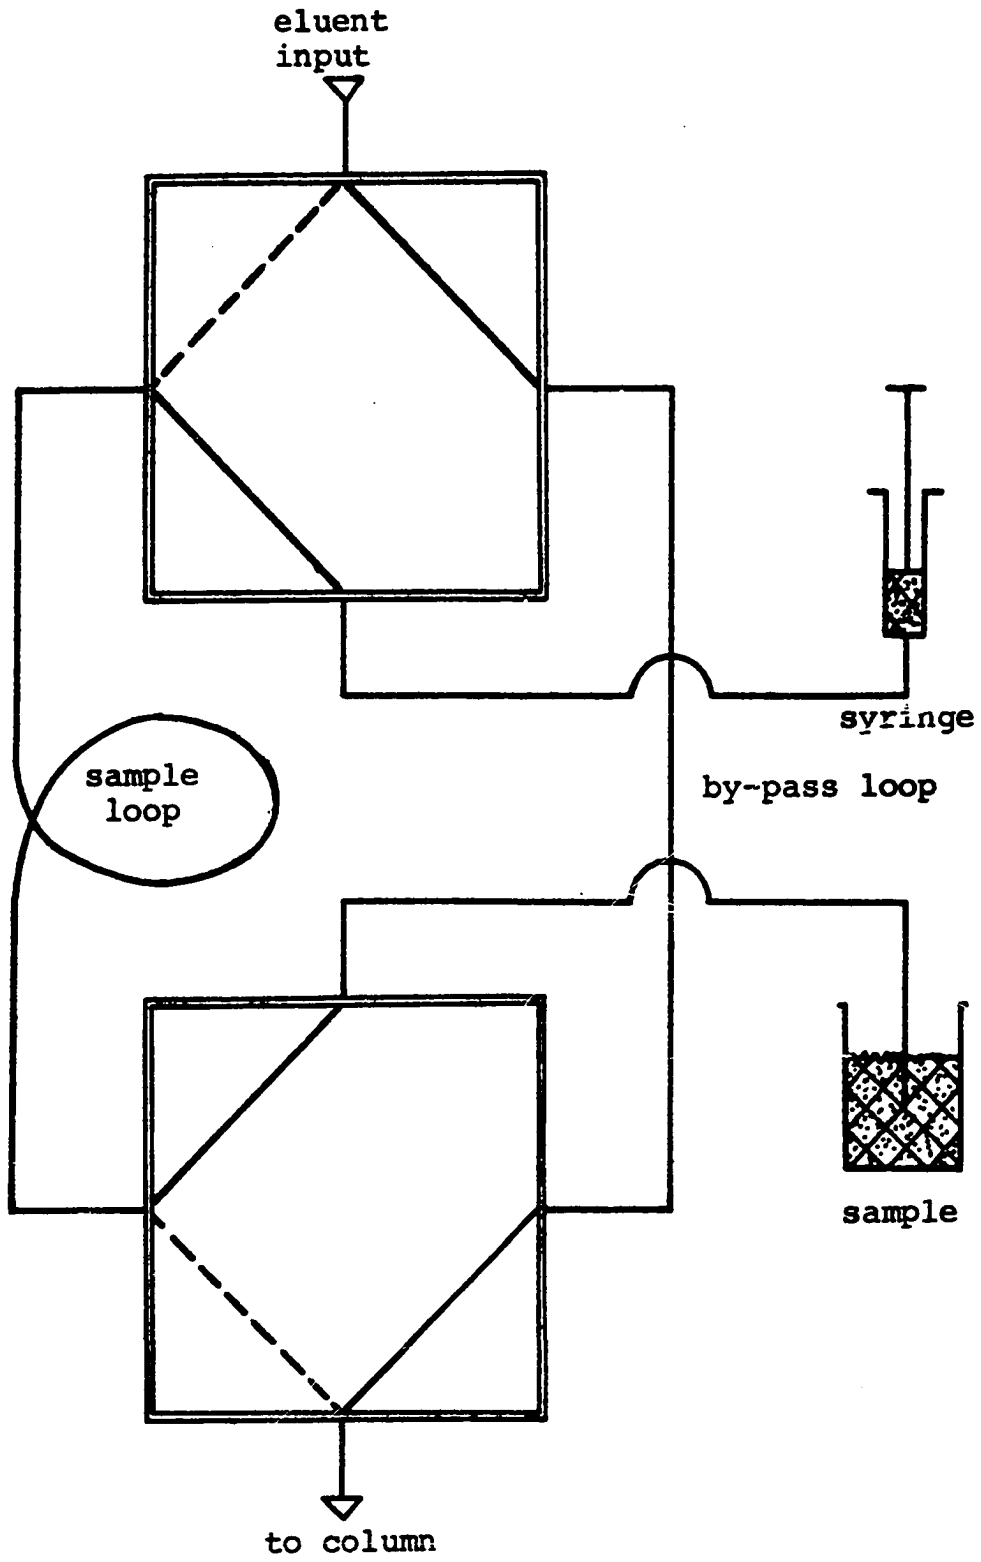 eluent
input
syringe
sample
loop
by-pass loop
sample
to column